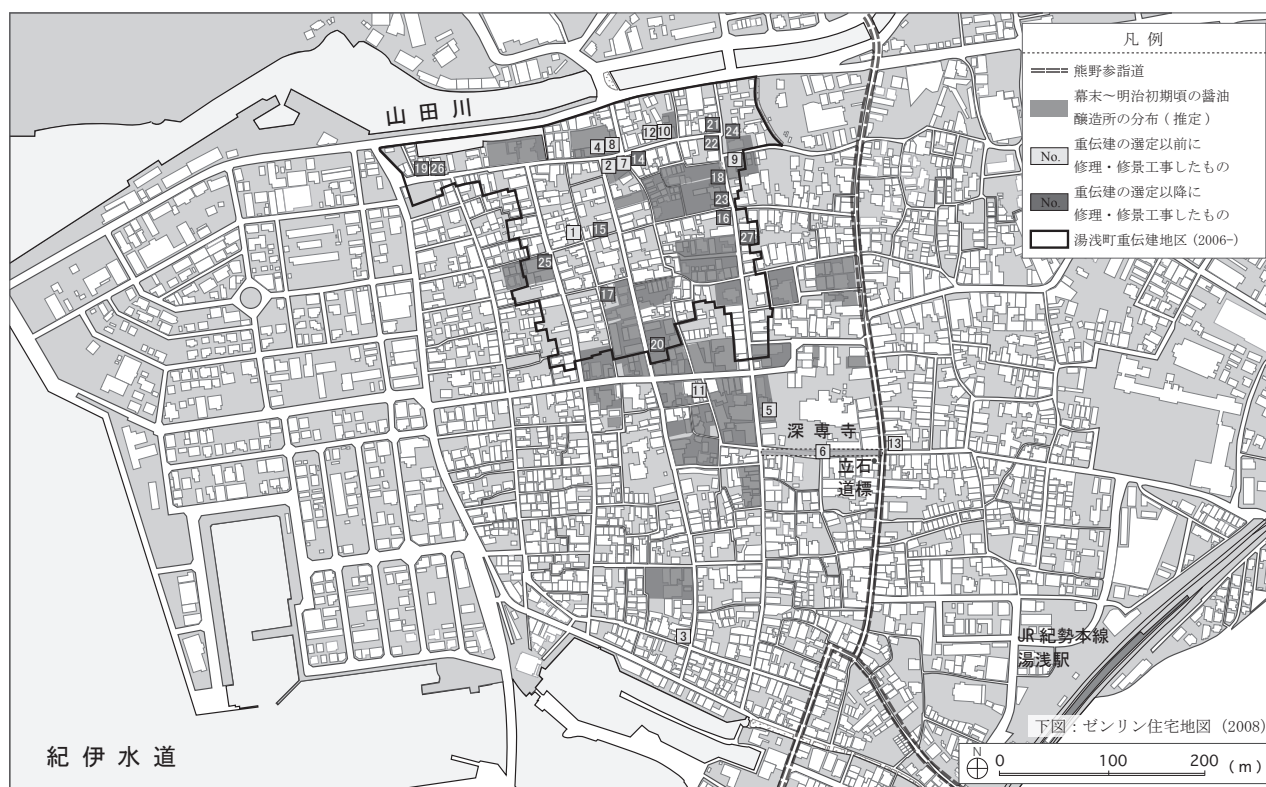 山田川
凡例
熊野参詣道
幕末〜明治初期頃の醤油
醸造所の分布（推定）
No.
重伝建の選定以前に
修理・修景工事したもの
No.
重伝建の選定以降に
修理・修景工事したもの
湯浅町重伝建地区 (2006-)
12 10
21
24
4 8
22
2 7 14
9
19 26
18
23
16
1 15
27
25
17
20
11
5
深専寺
13
6
立石
道標
3
JR 紀勢本線
湯浅駅
下図：ゼンリン住宅地図（2008）
紀伊水道
N
0 100 200（m）